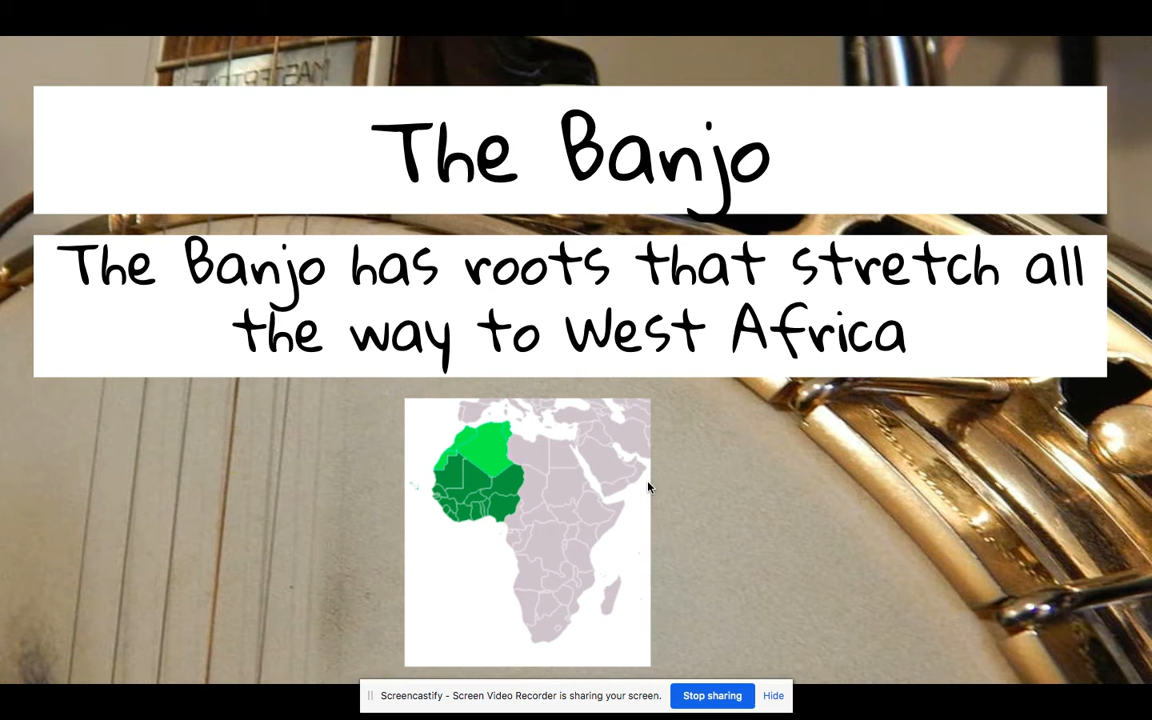 The Banjo
The Banjo has roots that stretch all
the way to West Africa
Screencastify - Screen Video Recorder is sharing your screen. Stop sharing Hide